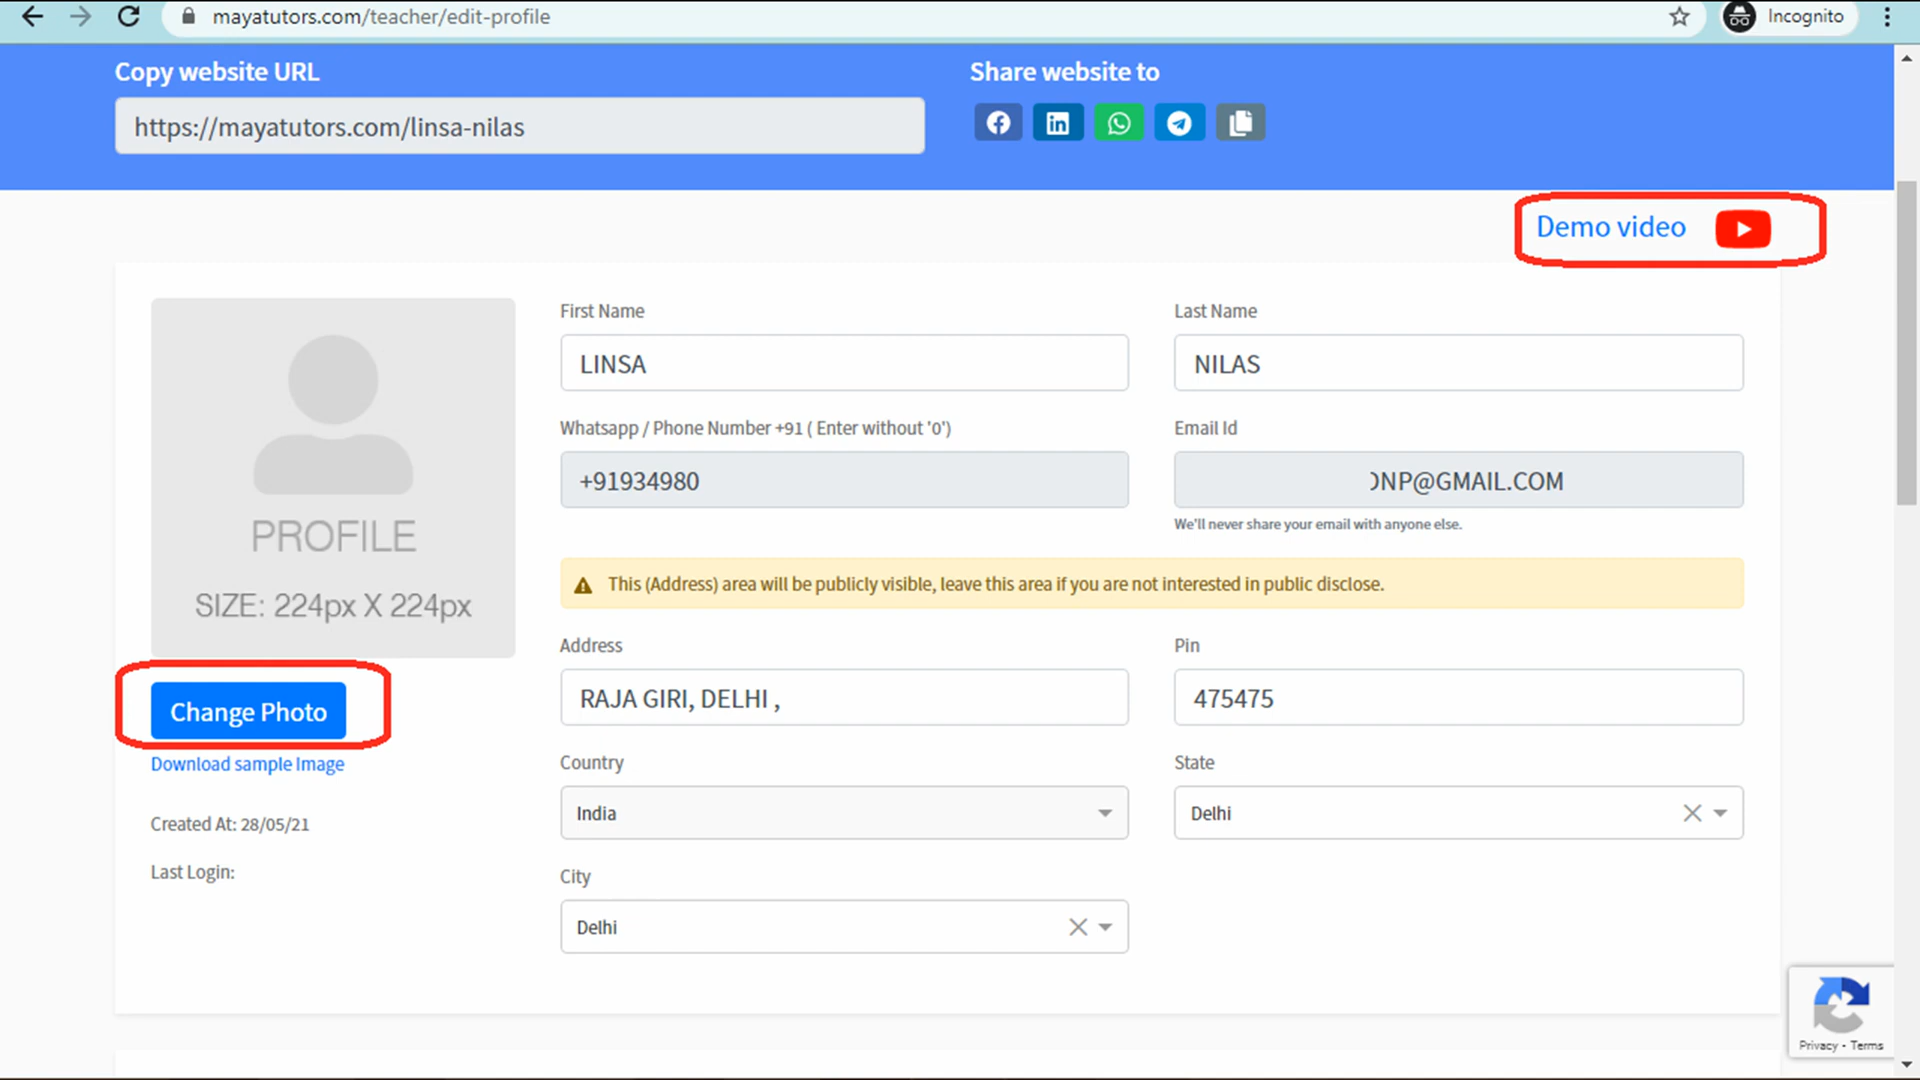 mayatutors.com/teacher/edit-profile
Incognito
Copy website URL
Share website to
https://mayatutors.com/linsa-nilas
Demo video
PROFILE
SIZE: 224px X 224px
Change Photo
Download sample Image
Created At: 28/05/21
Last Login:
First Name
Last Name
LINSA
NILAS
Whatsapp / Phone Number +91 ( Enter without '0')
Email Id
+91934980
NP@GMAIL.COM
We'll never share your email with anyone else.
This (Address) area will be publicly visible, leave this area if you are not interested in public disclose.
Address
Pin
RAJA GIRI, DELHI ,
475475
Country
State
India
Delhi
City
Delhi
Privacy - Terms